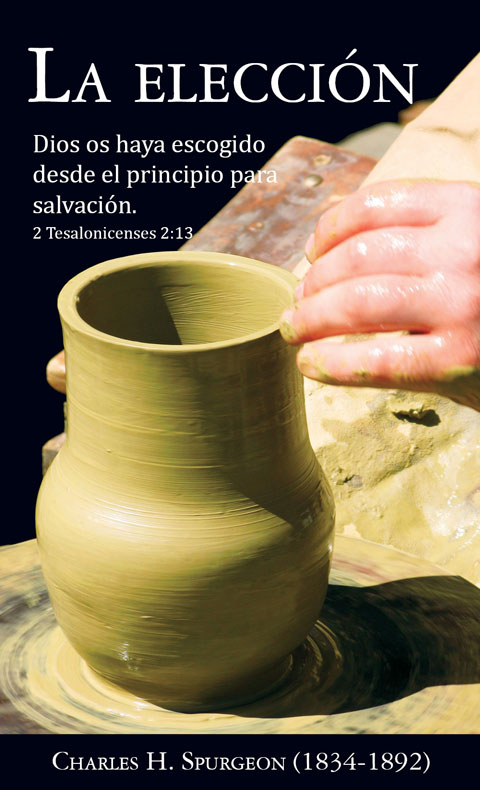 LA ELECCIÓN
Dios os haya escogido
desde el principio para
salvación.
2 Tesalonicenses 2:13
CHARLES H. SPURGEON (1834-1892)